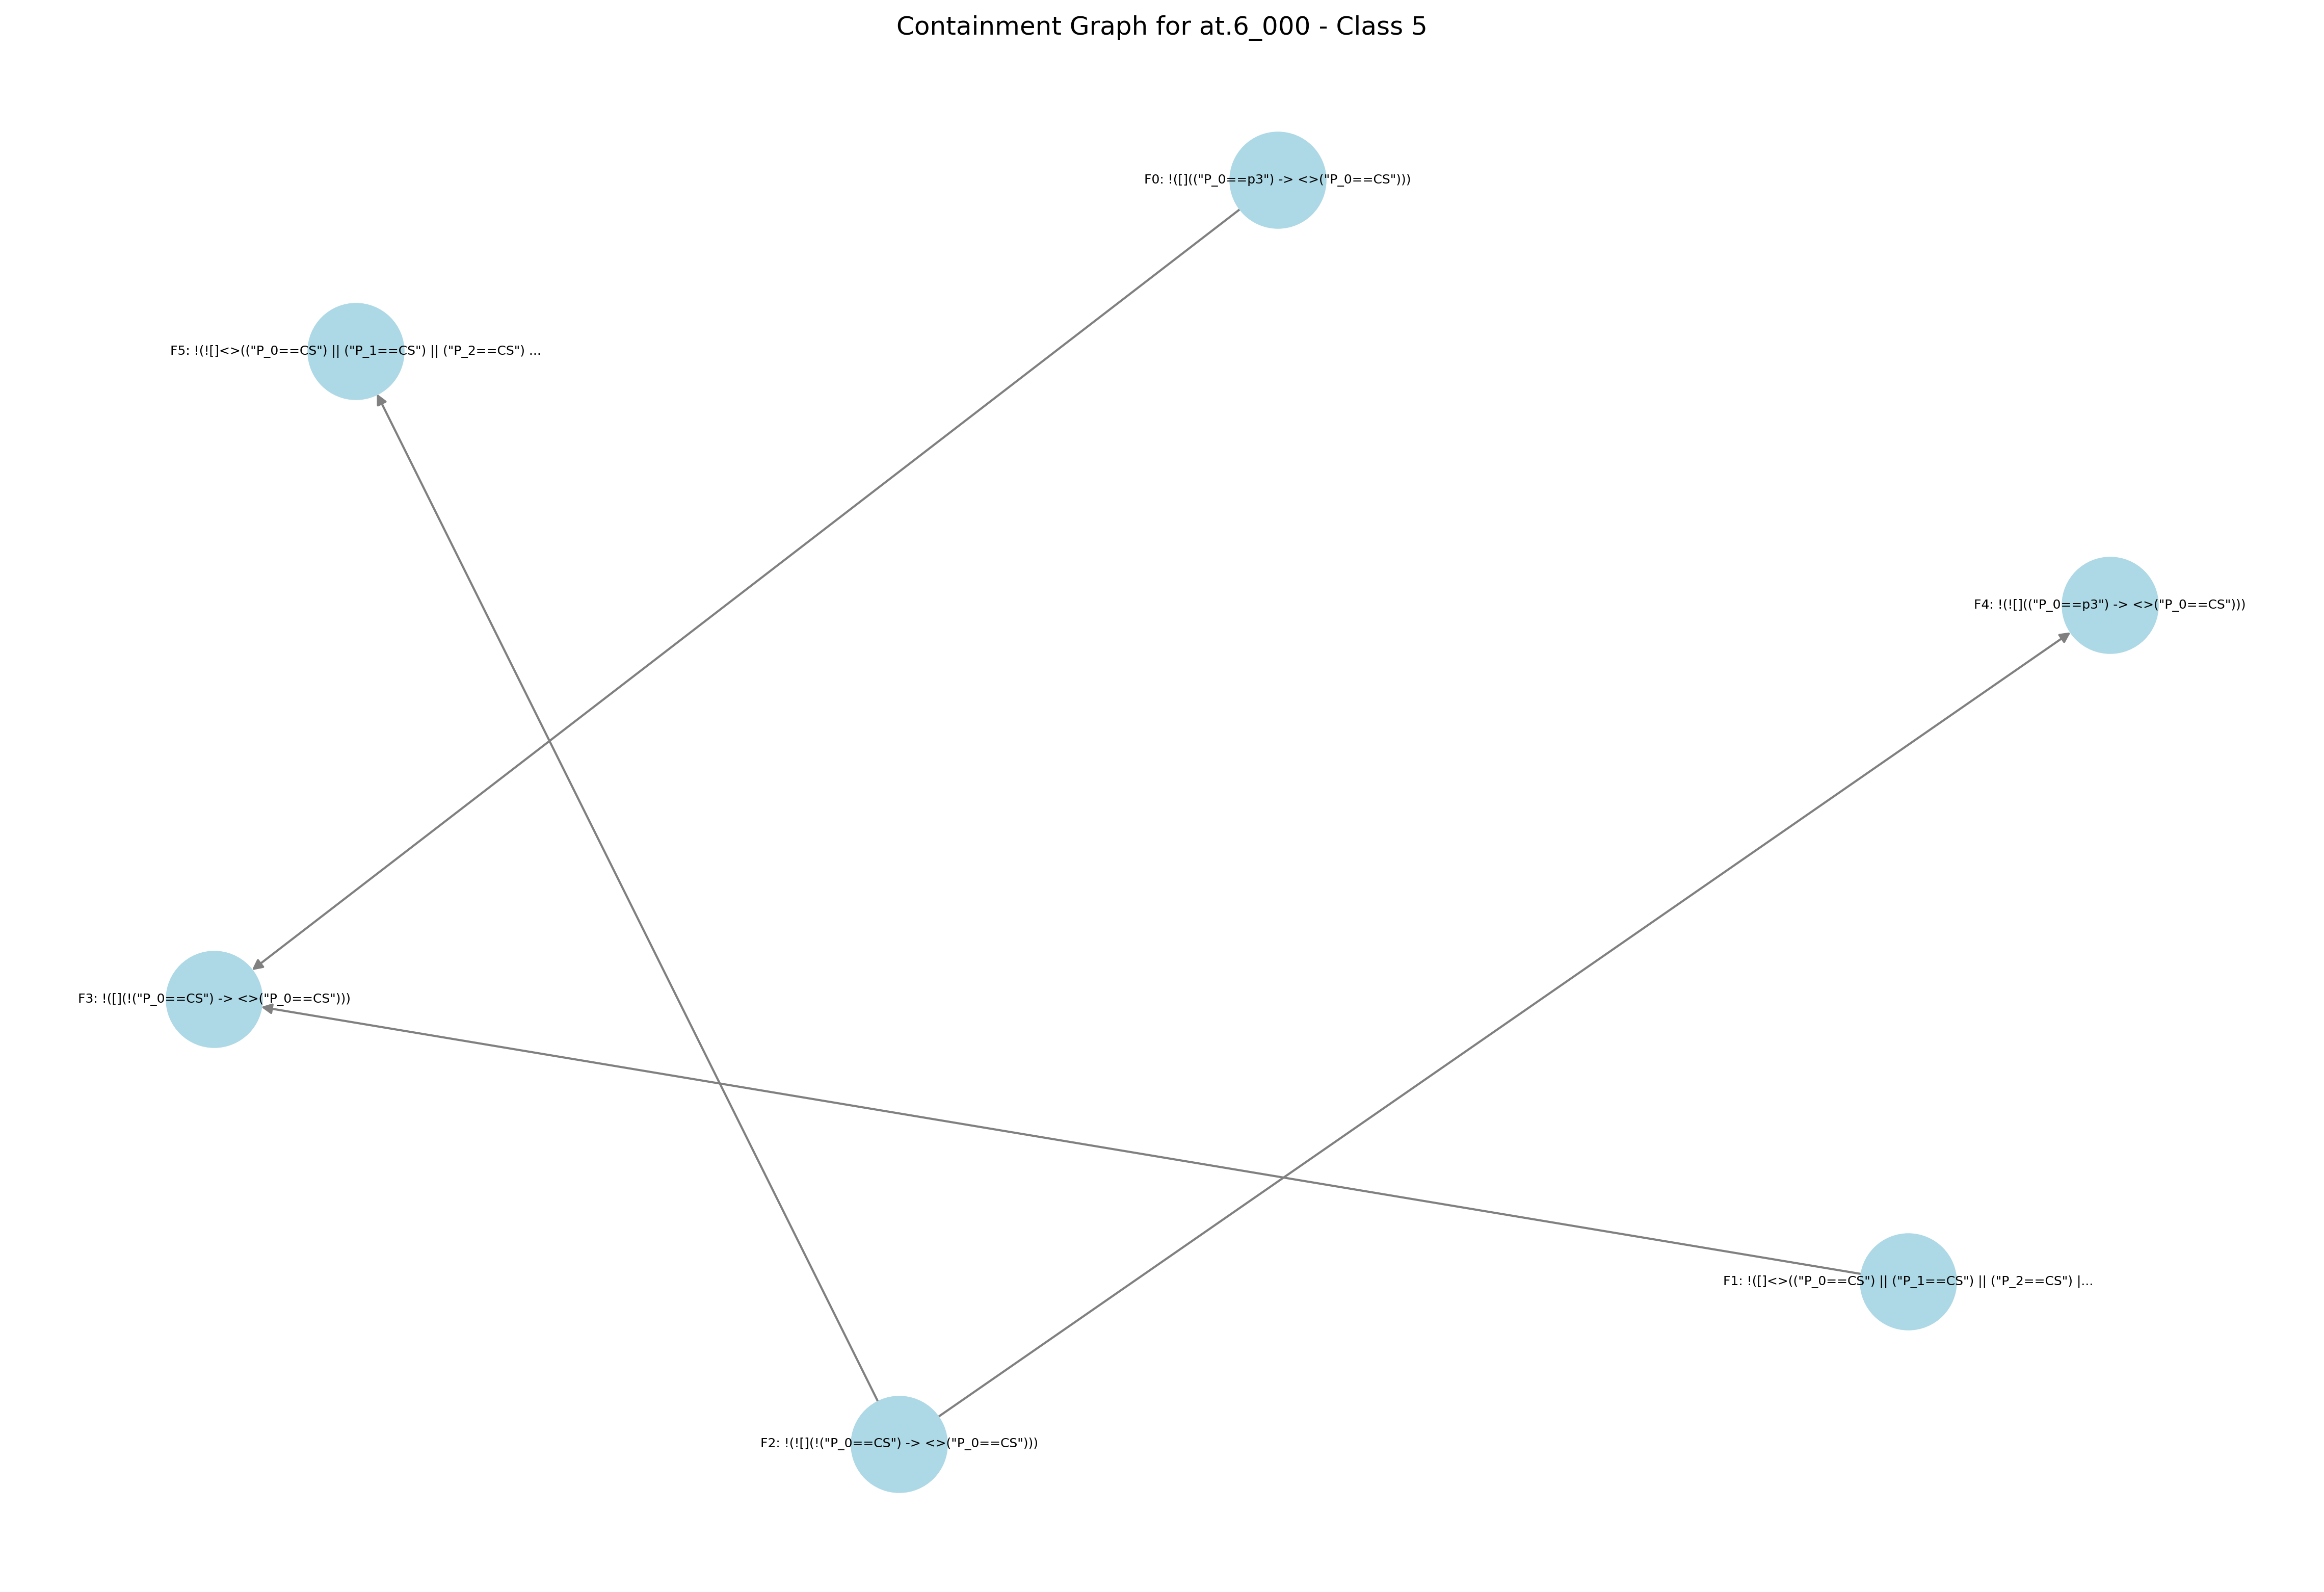 Containment Graph for at.6_000 - Class 5
F0: !([](("P_0==p3") -> <>("P_0==CS")))
F5: !(![]<>(("P_0==CS") || ("P_1==CS") || ("P_2==CS") ...
F4: !(![](("P_0==p3") -> <>("P_0==CS")))
F3: !([](!("P_0==CS") -> <>("P_0==CS")))
F1: !([]<>(("P_0==CS") || ("P_1==CS") || ("P_2==CS") |...
F2: !(![](!("P_0==CS") -> <>("P_0==CS")))